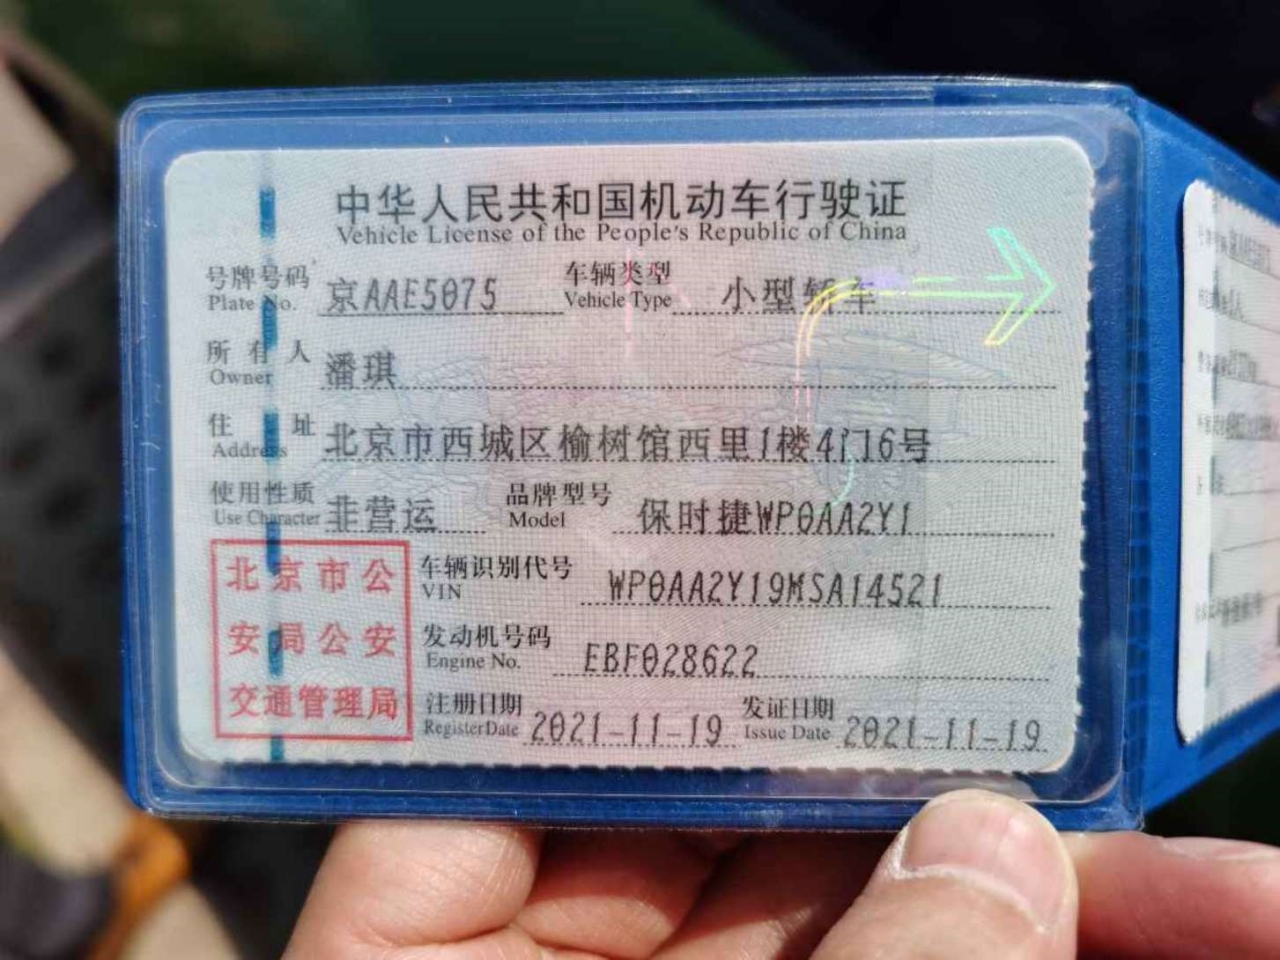 中华人民共和国机动车行驶证
Vehicle License of the People's Republic of China
号牌号码 京AAE5075 车辆类型 小型轿车
Plate No. Vehicle Type
所有人 潘琪
Owner
住址 北京市西城区榆树馆西里1楼4门16号
Address
使用性质 非营运 品牌型号 保时捷WP0AA2Y1
Use Character Model
车辆识别代号 WP0AA2Y19MSA14521
VIN
发动机号码 EBF028622
Engine No.
注册日期 2021-11-19 发证日期 2021-11-19
Register Date Issue Date
北京市公
安局公安
交通管理局